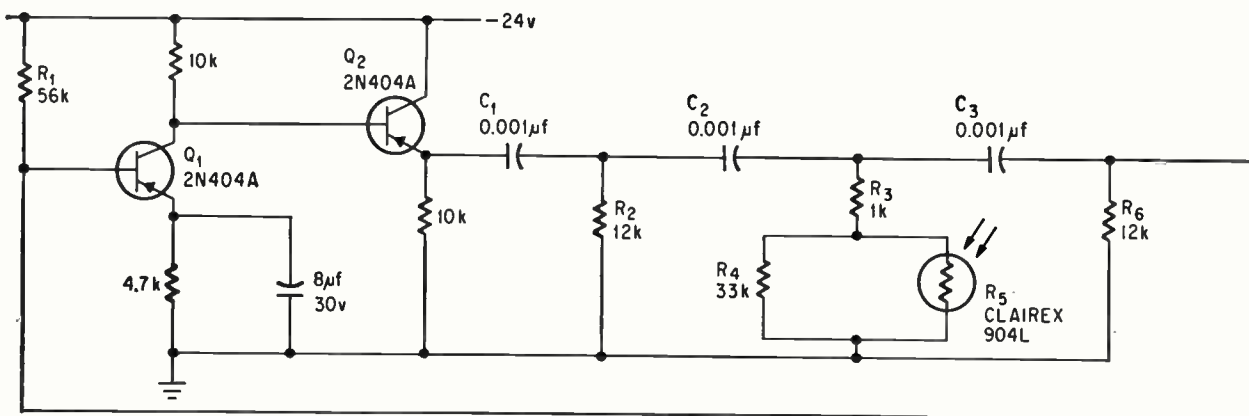 -24v
R1
56k
10k
Q1
2N404A
4.7k
8μf
30v
Q2
2N404A
10k
C1
0.001μf
R2
12k
C2
0.001μf
R3
1k
R4
33k
R5
CLAIREX
904L
C3
0.001μf
R6
12k